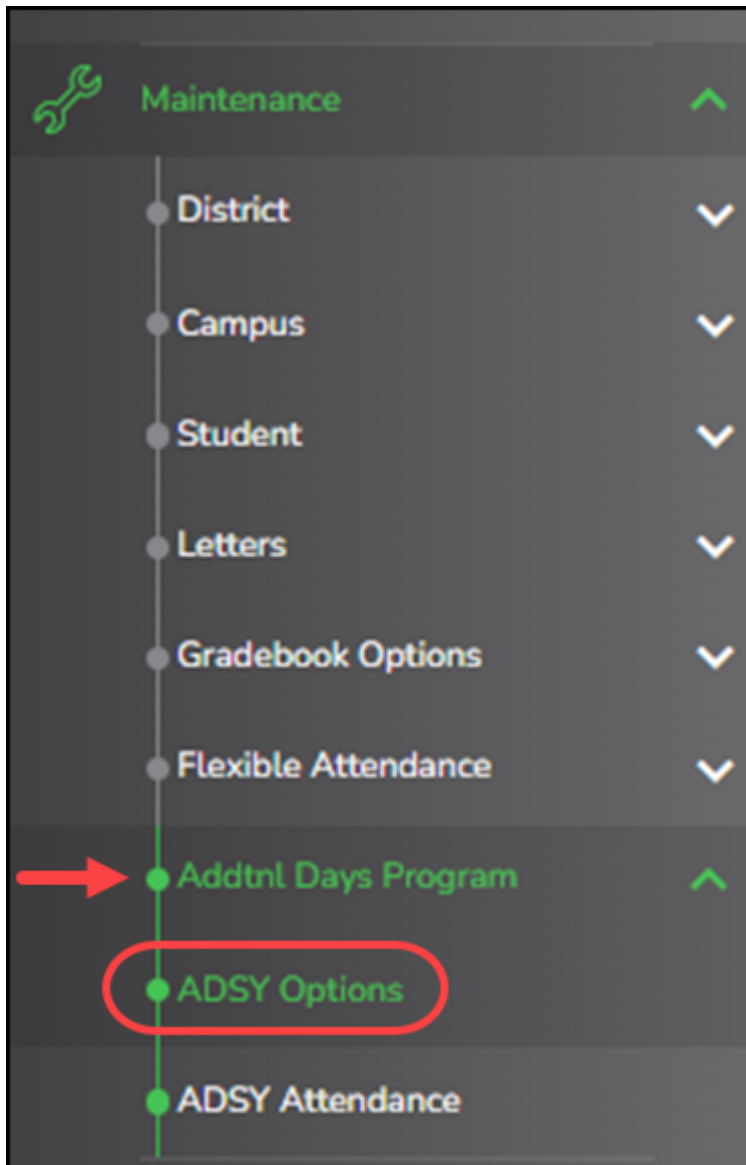 Maintenance
District
Campus
Student
Letters
Gradebook Options
Flexible Attendance
Addtnl Days Program
ADSY Options
ADSY Attendance